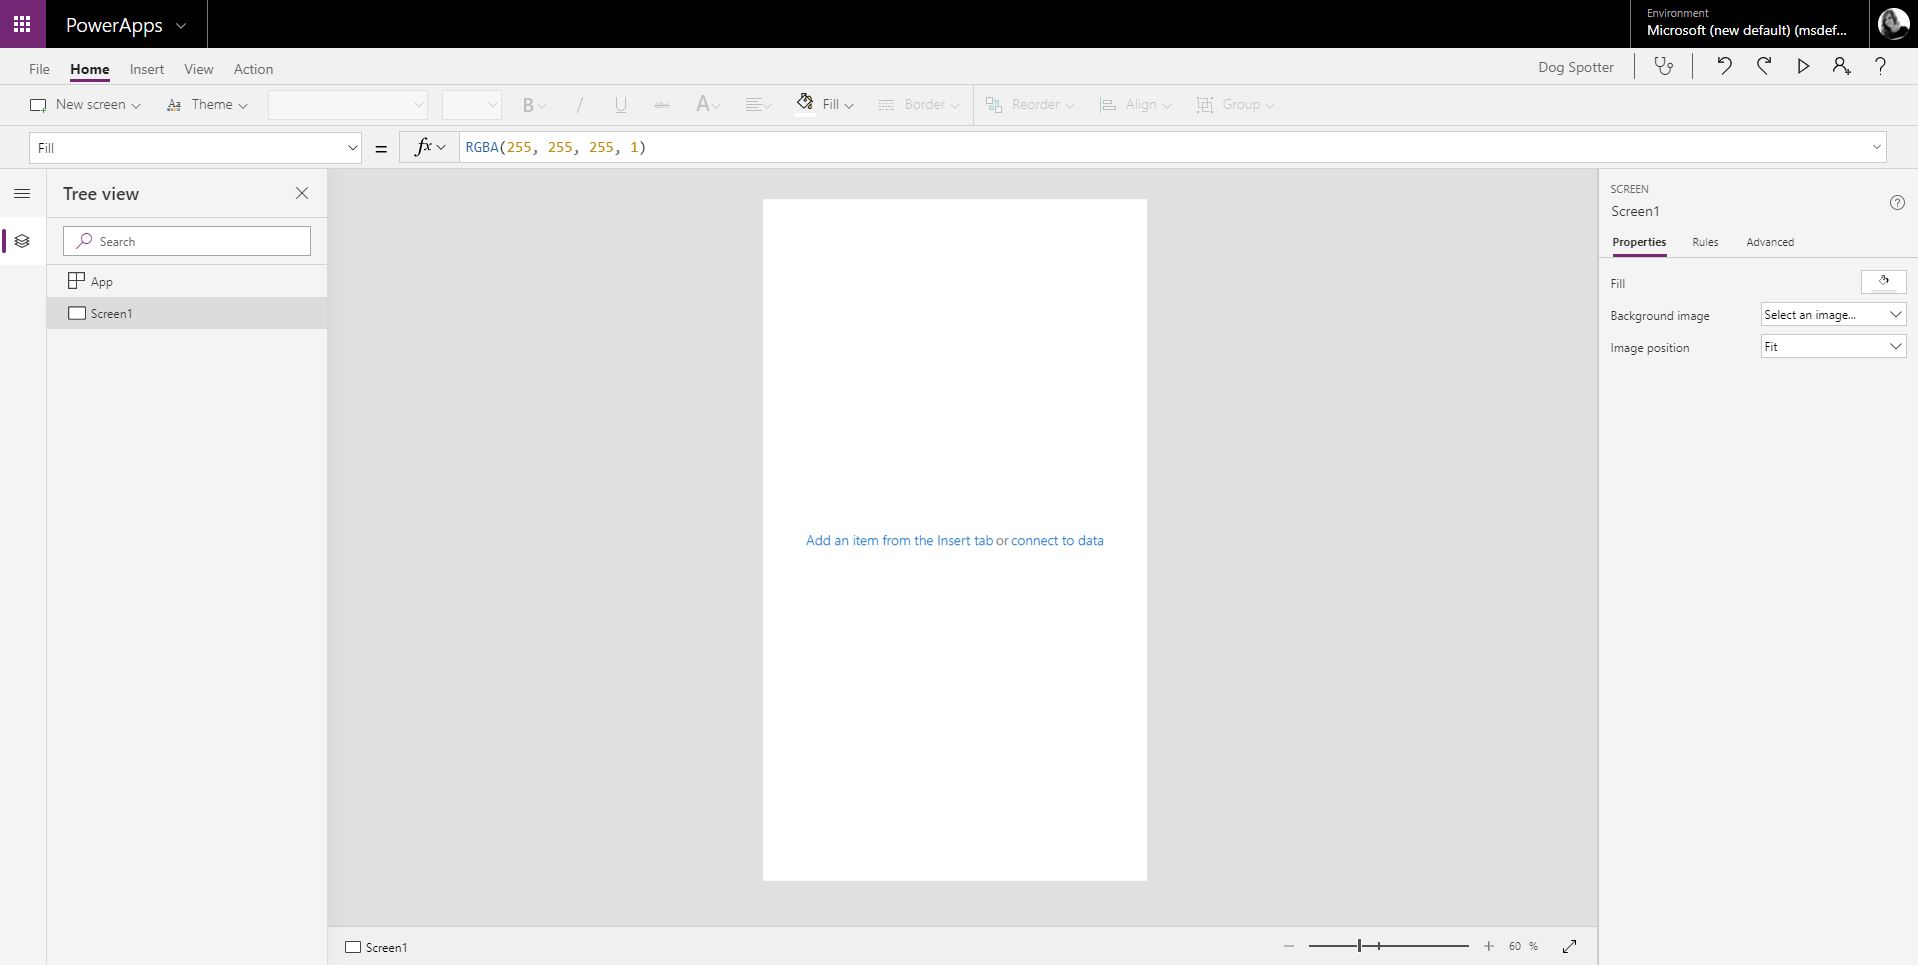 PowerApps
Environment
Microsoft (new default) (msdef...
File Home Insert View Action
Dog Spotter
New screen Aa Theme B / U abc A Fill Border Reorder Align Group
Fill = fx RGBA(255, 255, 255, 1)
Tree view
Search
App
Screen1
Add an item from the Insert tab or connect to data
SCREEN
Screen1
Properties Rules Advanced
Fill
Background image Select an image...
Image position Fit
Screen1
60 %